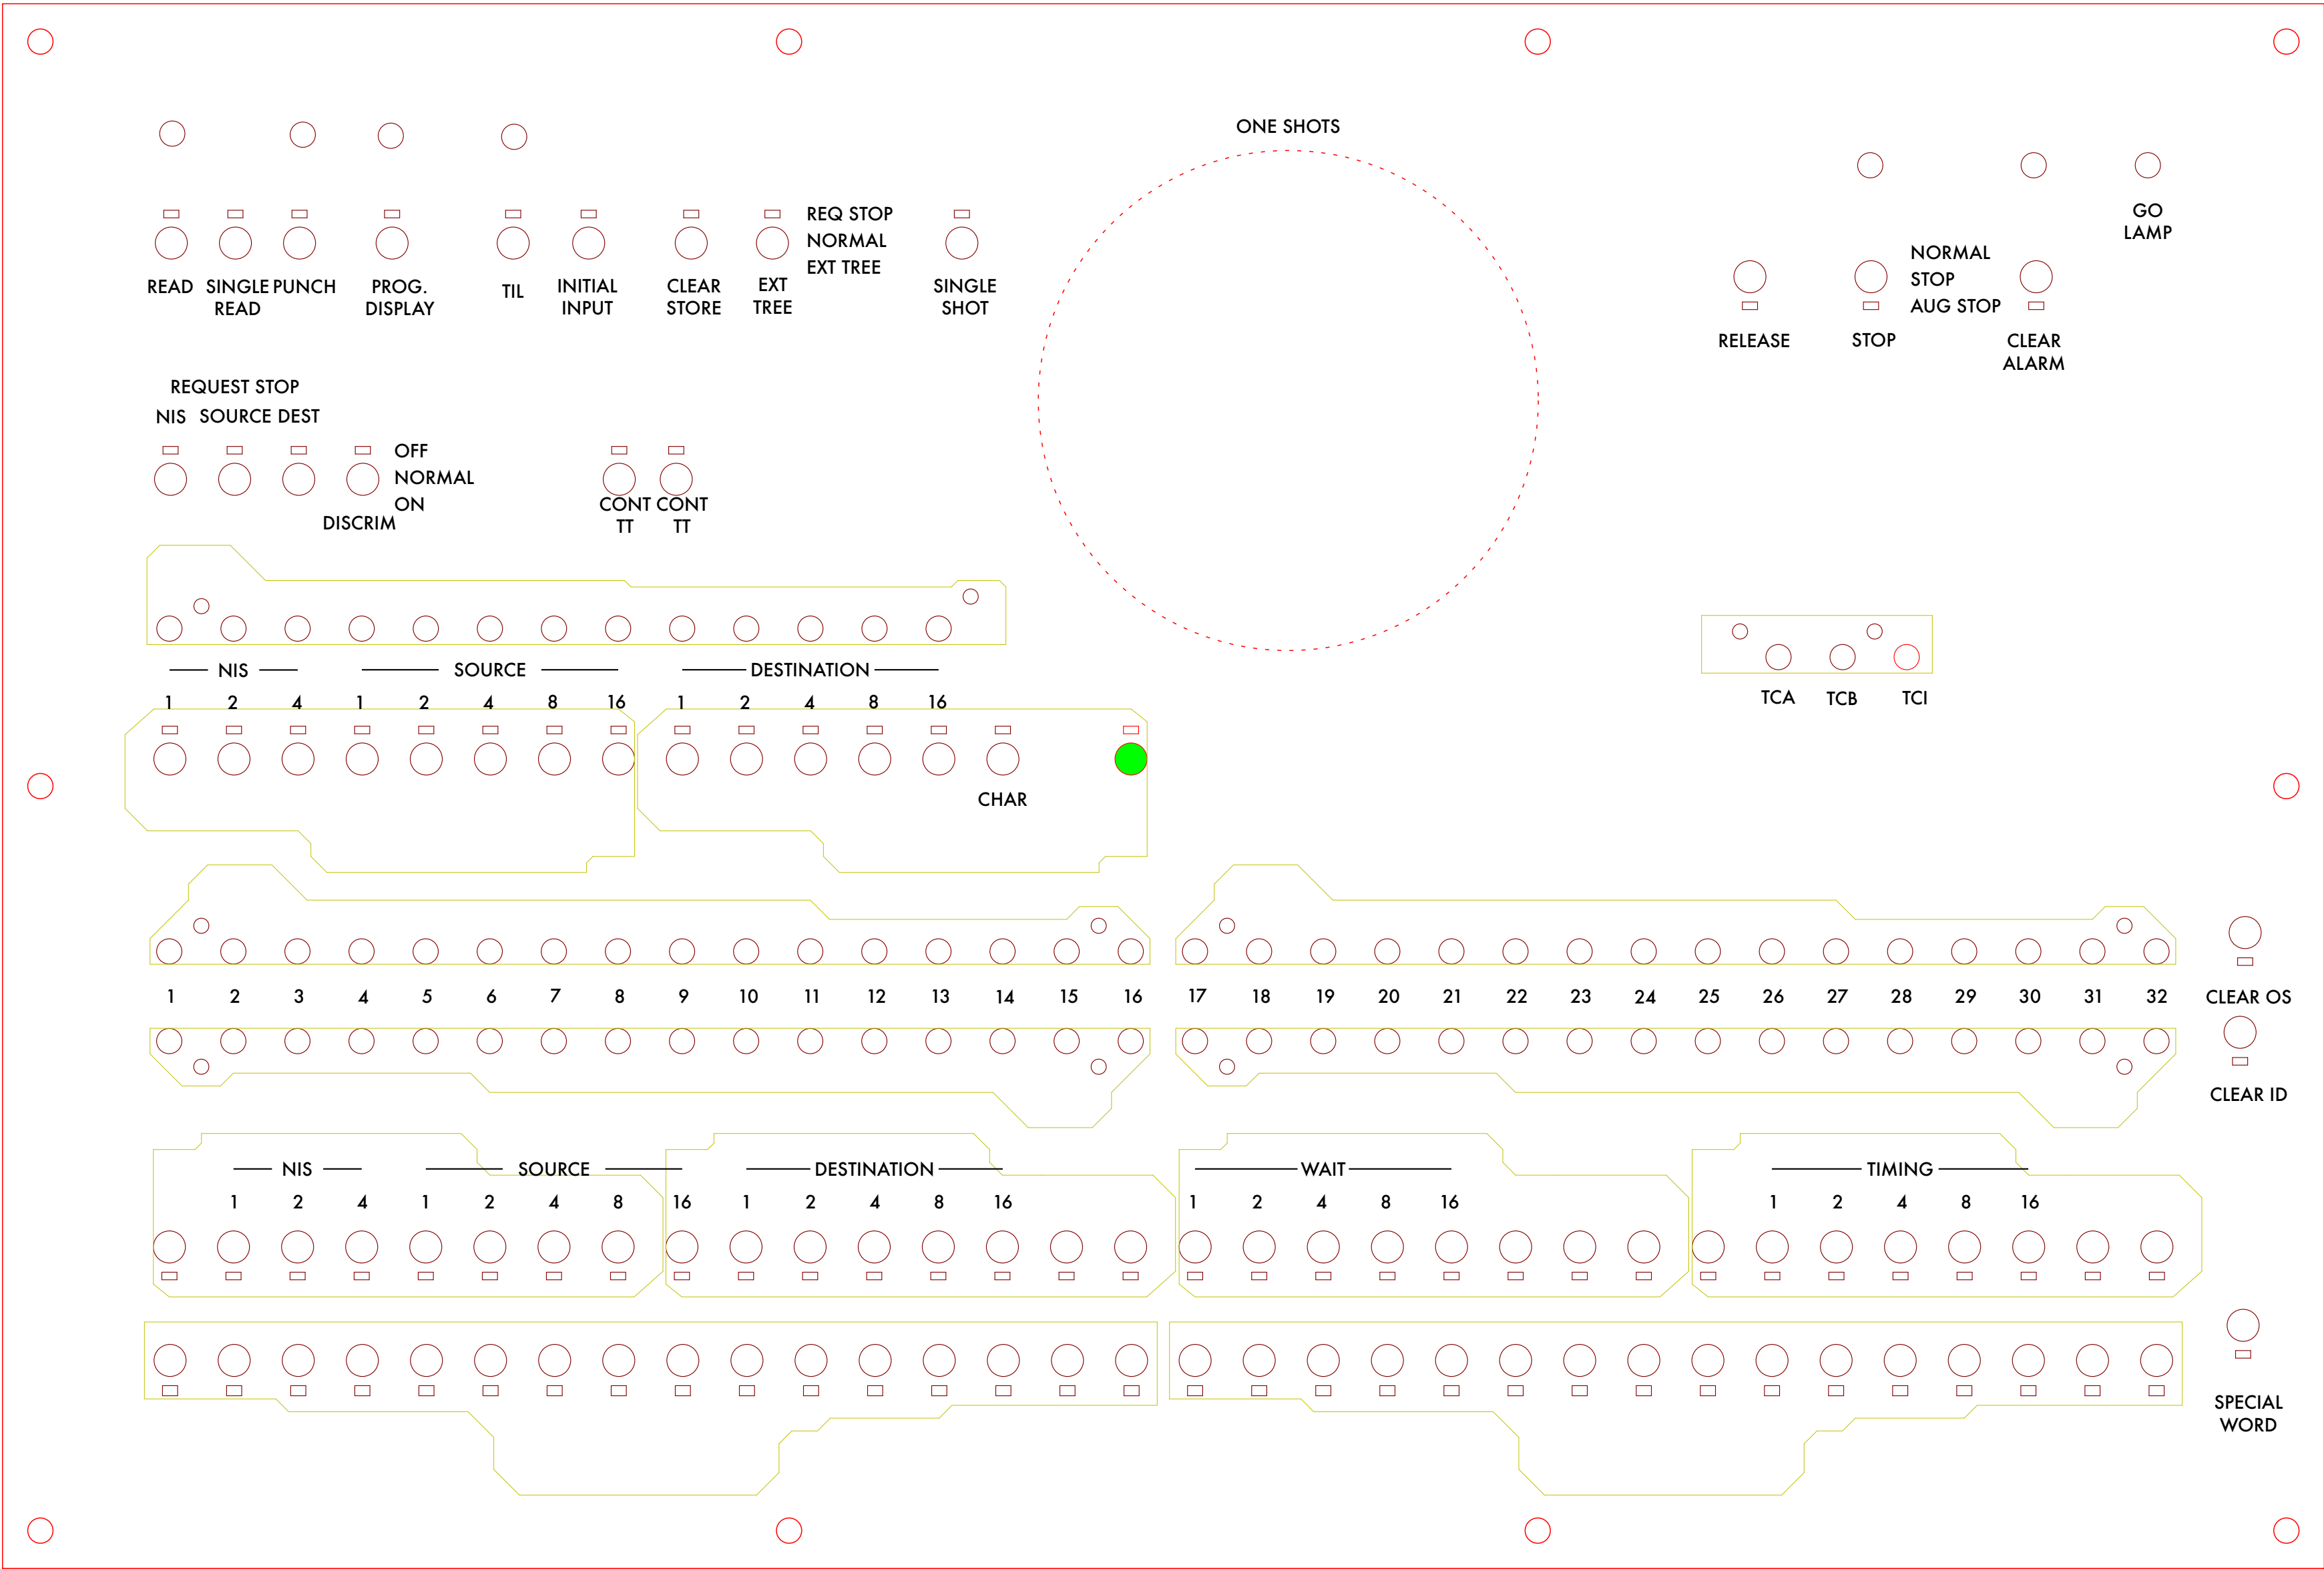 ONE SHOTS
REQ STOP
NORMAL
EXT TREE
READ
SINGLE
READ
PUNCH
PROG.
DISPLAY
TIL
INITIAL
INPUT
CLEAR
STORE
EXT
TREE
SINGLE
SHOT
GO
LAMP
NORMAL
STOP
AUG STOP
RELEASE
STOP
CLEAR
ALARM
REQUEST STOP
NIS SOURCE DEST
OFF
NORMAL
ON
DISCRIM
CONT
TT
CONT
TT
NIS SOURCE DESTINATION
1 2 4 1 2 4 8 16 1 2 4 8 16
TCA TCB TCI
CHAR
1 2 3 4 5 6 7 8 9 10 11 12 13 14 15 16 17 18 19 20 21 22 23 24 25 26 27 28 29 30 31 32
CLEAR OS
CLEAR ID
NIS SOURCE DESTINATION WAIT TIMING
1 2 4 1 2 4 8 16 1 2 4 8 16 1 2 4 8 16 1 2 4 8 16
SPECIAL
WORD